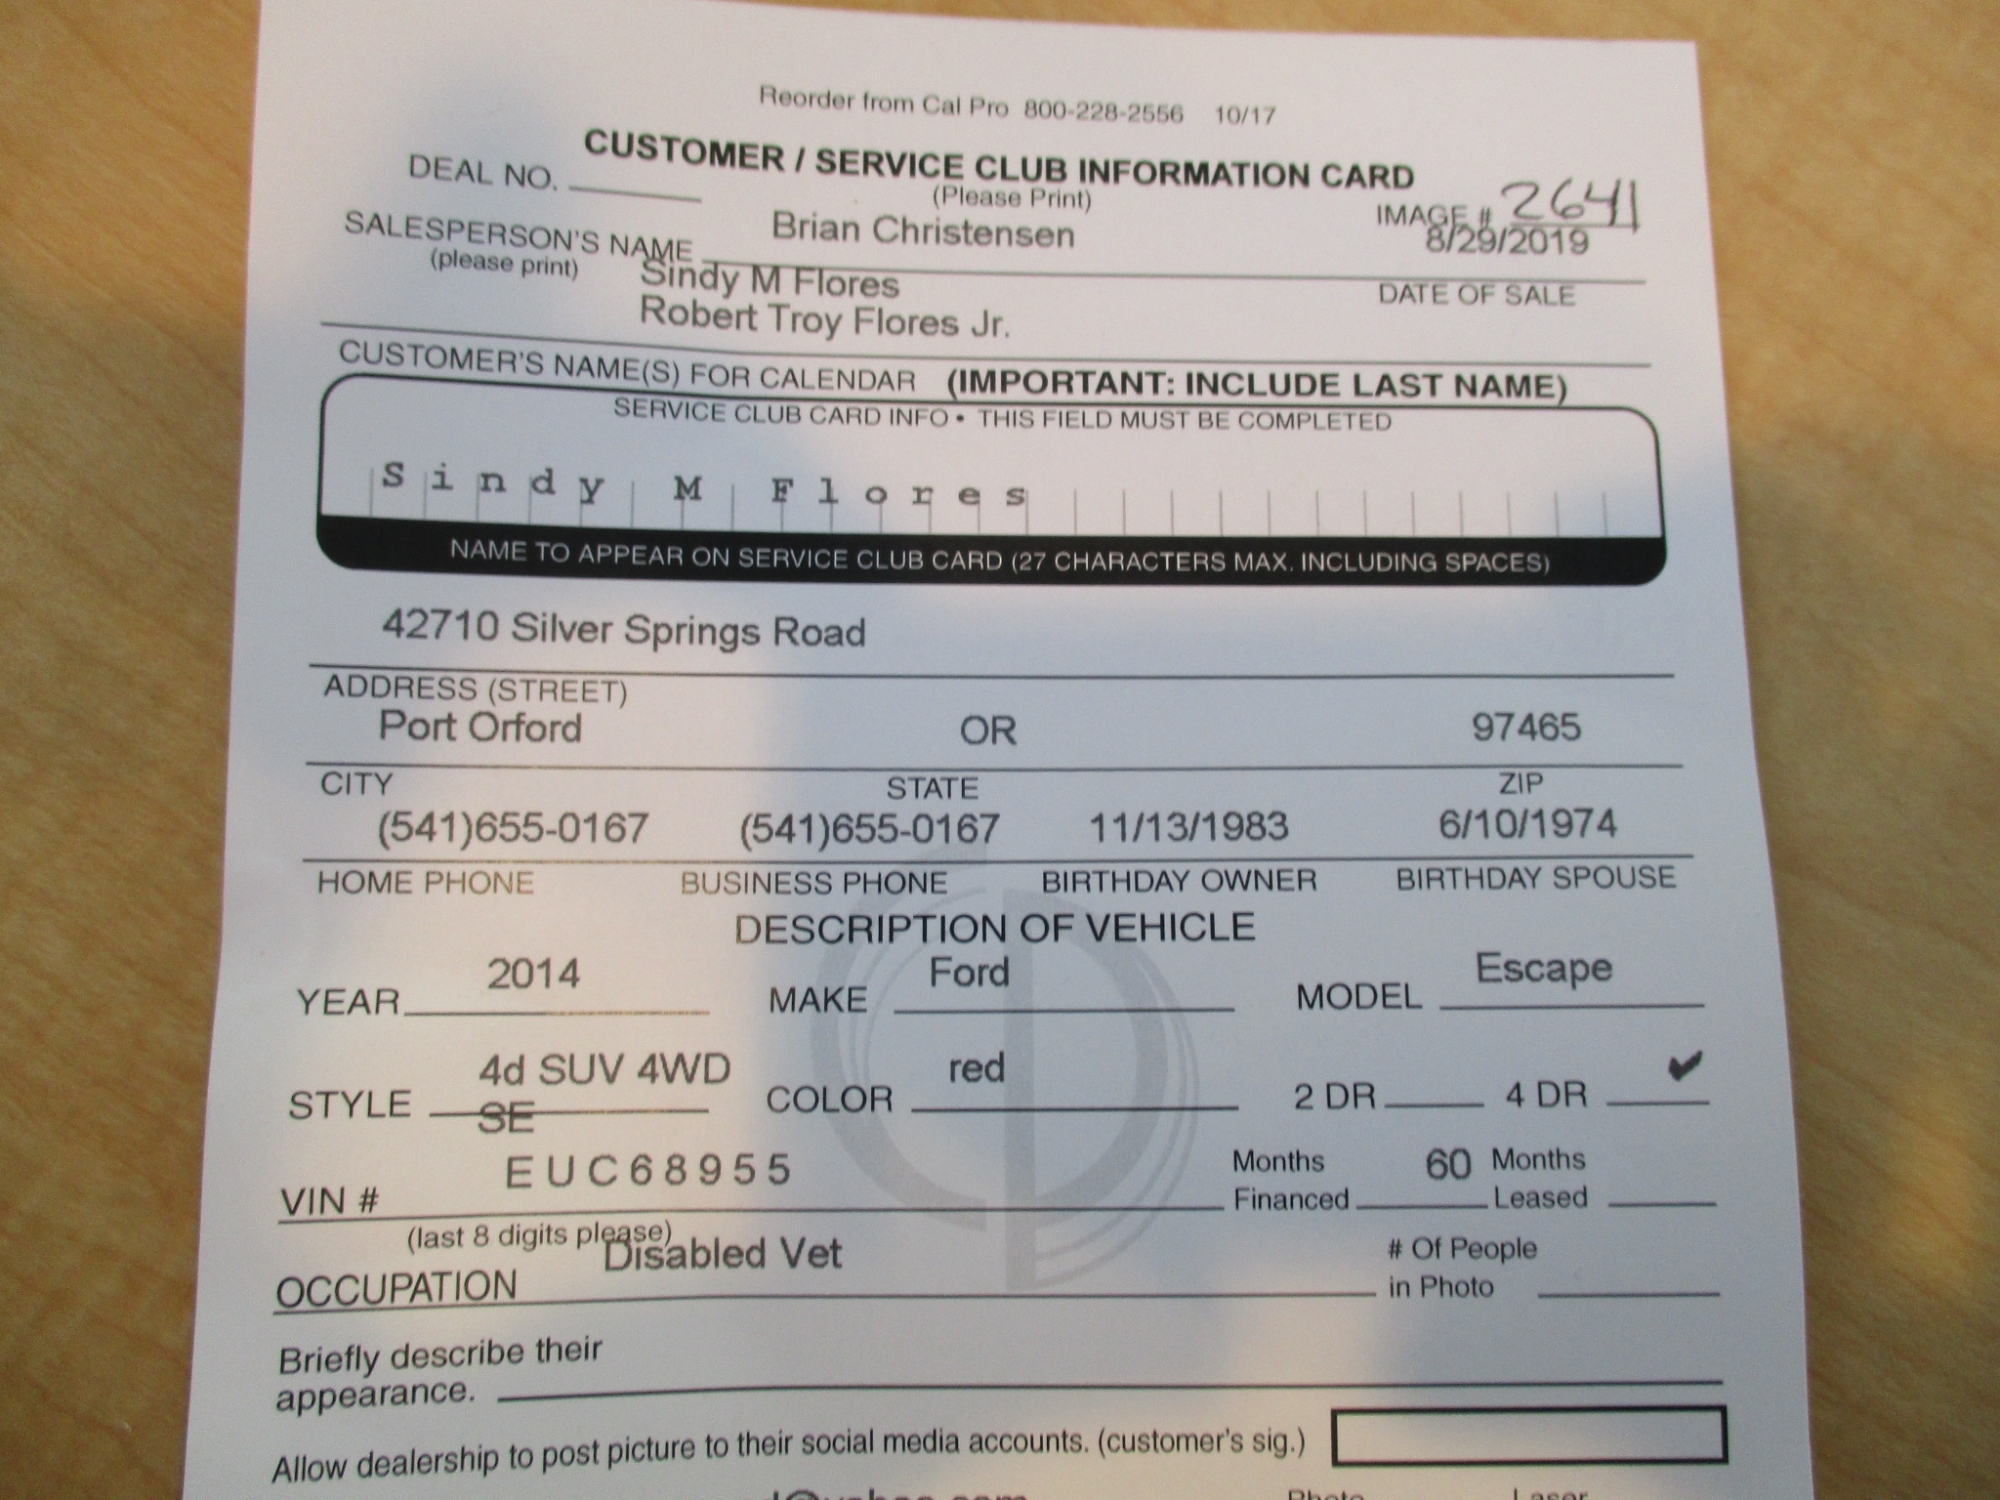 Reorder from Cal Pro 800-228-2556 10/17
CUSTOMER / SERVICE CLUB INFORMATION CARD
(Please Print)
DEAL NO.
IMAGE # 2641
SALESPERSON'S NAME Brian Christensen 8/29/2019
(please print)
DATE OF SALE
Sindy M Flores
Robert Troy Flores Jr.
CUSTOMER'S NAME(S) FOR CALENDAR (IMPORTANT: INCLUDE LAST NAME)
SERVICE CLUB CARD INFO • THIS FIELD MUST BE COMPLETED
Sindy M Flores
NAME TO APPEAR ON SERVICE CLUB CARD (27 CHARACTERS MAX. INCLUDING SPACES)
42710 Silver Springs Road
ADDRESS (STREET)
Port Orford OR 97465
CITY STATE ZIP
(541)655-0167 (541)655-0167 11/13/1983 6/10/1974
HOME PHONE BUSINESS PHONE BIRTHDAY OWNER BIRTHDAY SPOUSE
DESCRIPTION OF VEHICLE
YEAR 2014 MAKE Ford MODEL Escape
STYLE 4d SUV 4WD SE COLOR red 2 DR 4 DR ✔
VIN # EUC68955 Months Financed 60 Months Leased
(last 8 digits please)
OCCUPATION Disabled Vet # Of People in Photo
Briefly describe their
appearance.
Allow dealership to post picture to their social media accounts. (customer's sig.)
Photo Laser